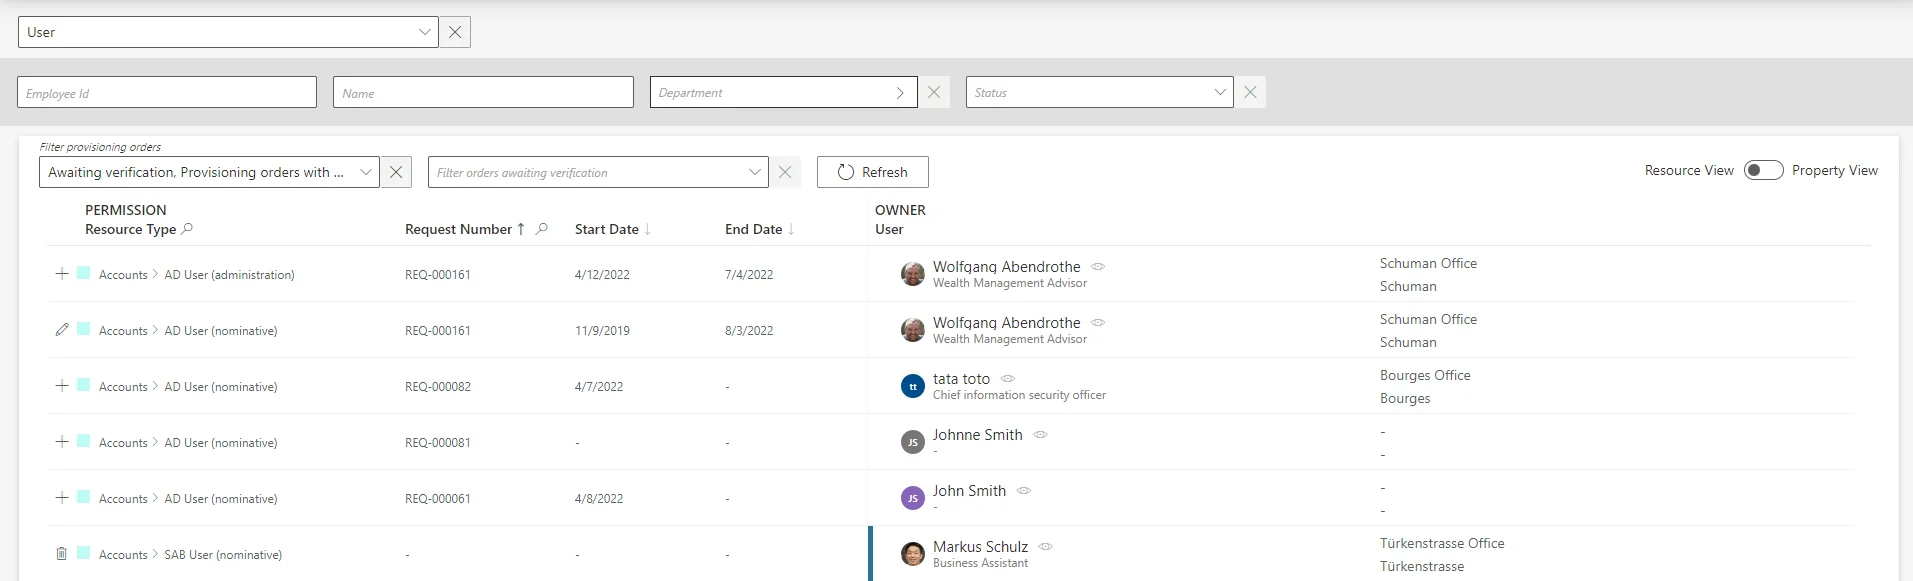 User
Employee Id Name Department Status
Filter provisioning orders
Awaiting verification, Provisioning orders with ... Filter orders awaiting verification Refresh Resource View Property View
PERMISSION OWNER
Resource Type Request Number ↑ Start Date ↓ End Date ↓ User
Accounts > AD User (administration) REQ-000161 4/12/2022 7/4/2022 Wolfgang Abendrothe Schuman Office
Wealth Management Advisor Schuman
Accounts > AD User (nominative) REQ-000161 11/9/2019 8/3/2022 Wolfgang Abendrothe Schuman Office
Wealth Management Advisor Schuman
Accounts > AD User (nominative) REQ-000082 4/7/2022 - tt tata toto Bourges Office
Chief information security officer Bourges
Accounts > AD User (nominative) REQ-000081 - - JS Johnne Smith -
- -
Accounts > AD User (nominative) REQ-000061 4/8/2022 - JS John Smith -
- -
Accounts > SAB User (nominative) - - - Markus Schulz Türkenstrasse Office
Business Assistant Türkenstrasse